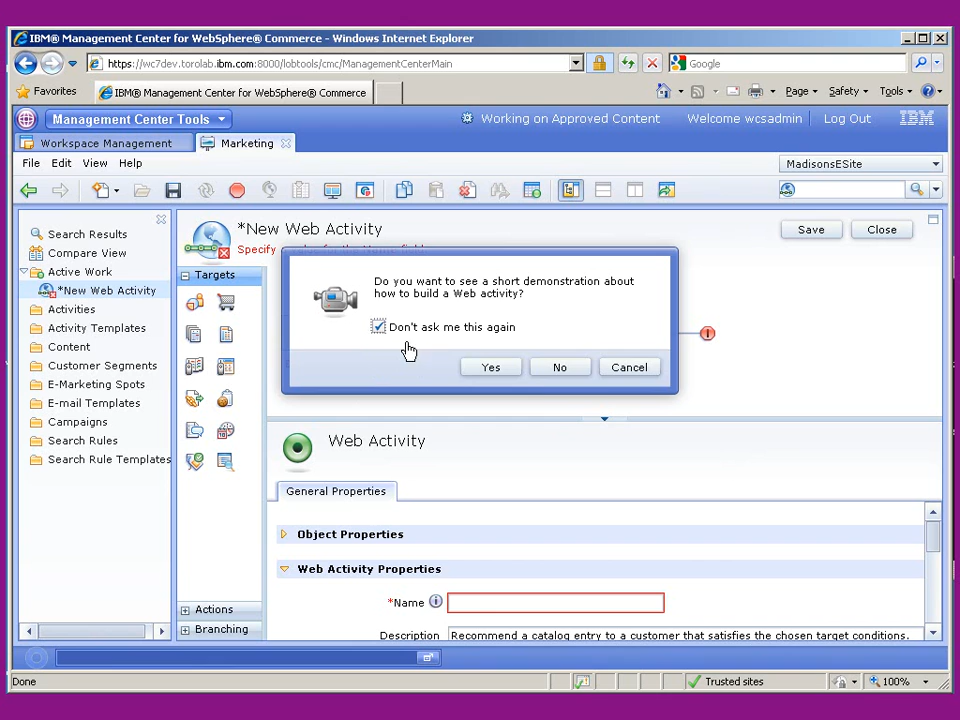 IBM® Management Center for WebSphere® Commerce - Windows Internet Explorer
https://wc7dev.torolab.ibm.com:8000/lobtools/cmc/ManagementCenterMain
Google
Favorites
IBM® Management Center for WebSphere® Commerce
Page
Safety
Tools
Management Center Tools
Working on Approved Content
Welcome wcsadmin
Log Out
IBM
Workspace Management
Marketing
File Edit View Help
MadisonsESite
Search Results
Compare View
Active Work
*New Web Activity
Activities
Activity Templates
Content
Customer Segments
E-Marketing Spots
E-mail Templates
Campaigns
Search Rules
Search Rule Templates
*New Web Activity
Save
Close
Targets
Do you want to see a short demonstration about
how to build a Web activity?
Don't ask me this again
Yes
No
Cancel
Web Activity
General Properties
Object Properties
Web Activity Properties
*Name
Description
Recommend a catalog entry to a customer that satisfies the chosen target conditions.
Actions
Branching
Done
Trusted sites
100%